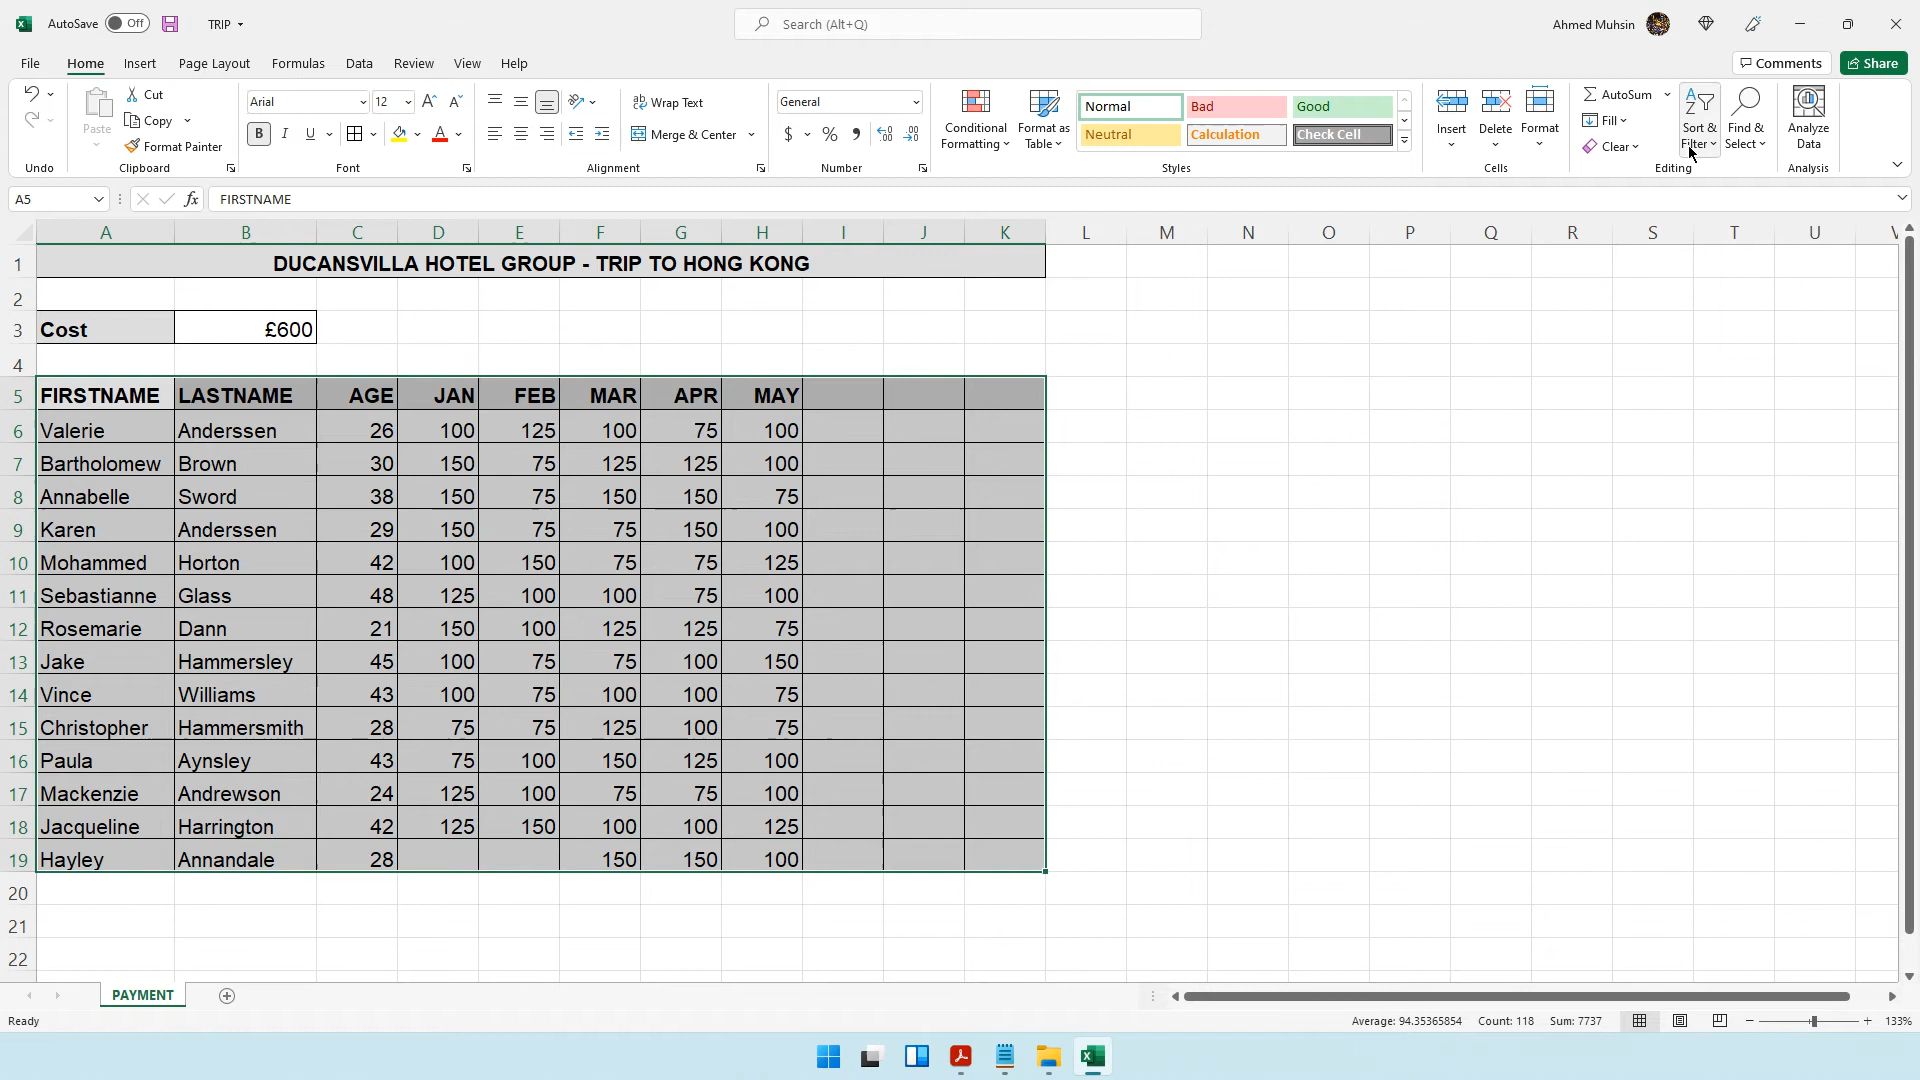 AutoSave Off TRIP Search (Alt+Q) Ahmed Muhsin
File Home Insert Draw Page Layout Formulas Data Review View Help Comments Share
Undo
Paste Cut Copy Format Painter Clipboard
Arial 12 A A B I U A Font
ab Wrap Text Merge & Center Alignment
General $ % , Number
Conditional Formatting Format as Table
Normal Bad Good
Neutral Calculation Check Cell
Styles
Insert Delete Format Cells
AutoSum Fill Clear Sort & Filter Find & Select Editing
Analyze Data Analysis
A5 fx FIRSTNAME
A B C D E F G H I J K L M N O P Q R S T U V
1 DUCANSVILLA HOTEL GROUP - TRIP TO HONG KONG
2
3 Cost £600
4
5 FIRSTNAME LASTNAME AGE JAN FEB MAR APR MAY
6 Valerie Anderssen 26 100 125 100 75 100
7 Bartholomew Brown 30 150 75 125 125 100
8 Annabelle Sword 38 150 75 150 150 75
9 Karen Anderssen 29 150 75 75 150 100
10 Mohammed Horton 42 100 150 75 75 125
11 Sebastianne Glass 48 125 100 100 75 100
12 Rosemarie Dann 21 150 100 125 125 75
13 Jake Hammersley 45 100 75 75 100 150
14 Vince Williams 43 100 75 100 100 75
15 Christopher Hammersmith 28 75 75 125 100 75
16 Paula Aynsley 43 75 100 150 125 100
17 Mackenzie Andrewson 24 125 100 75 75 100
18 Jacqueline Harrington 42 125 150 100 100 125
19 Hayley Annandale 28 150 150 100
20
21
22
PAYMENT
Ready Average: 94.35365854 Count: 118 Sum: 7737 133%